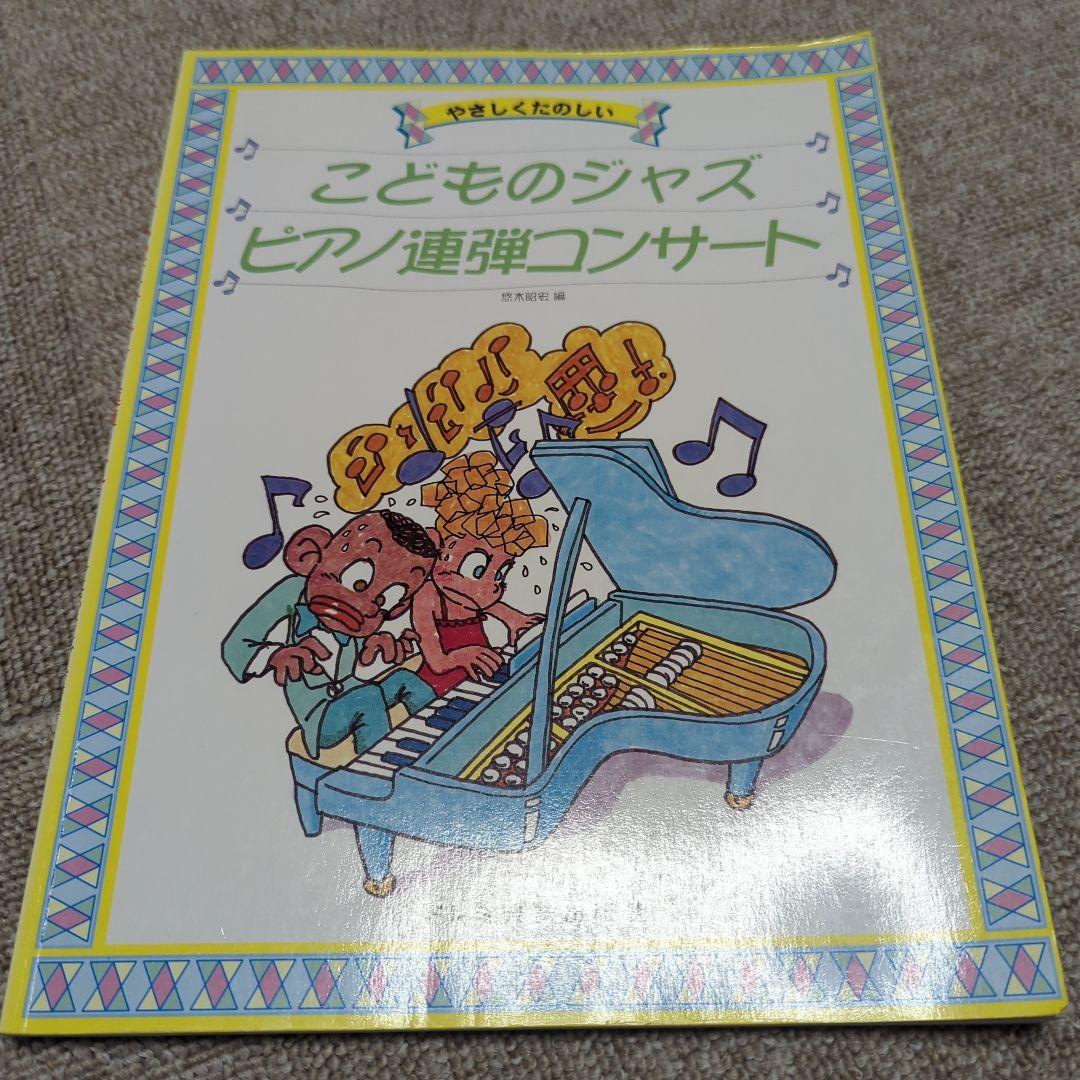 やさしくたのしい
こどものジャズ
ピアノ連弾コンサート
悠木昭宏 編